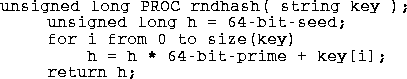 unsigned long PROC rndhash( string key );
unsigned long h = 64-bit-seed;
for i from 0 to size(key)
h = h * 64-bit-prime + key[i];
return h;